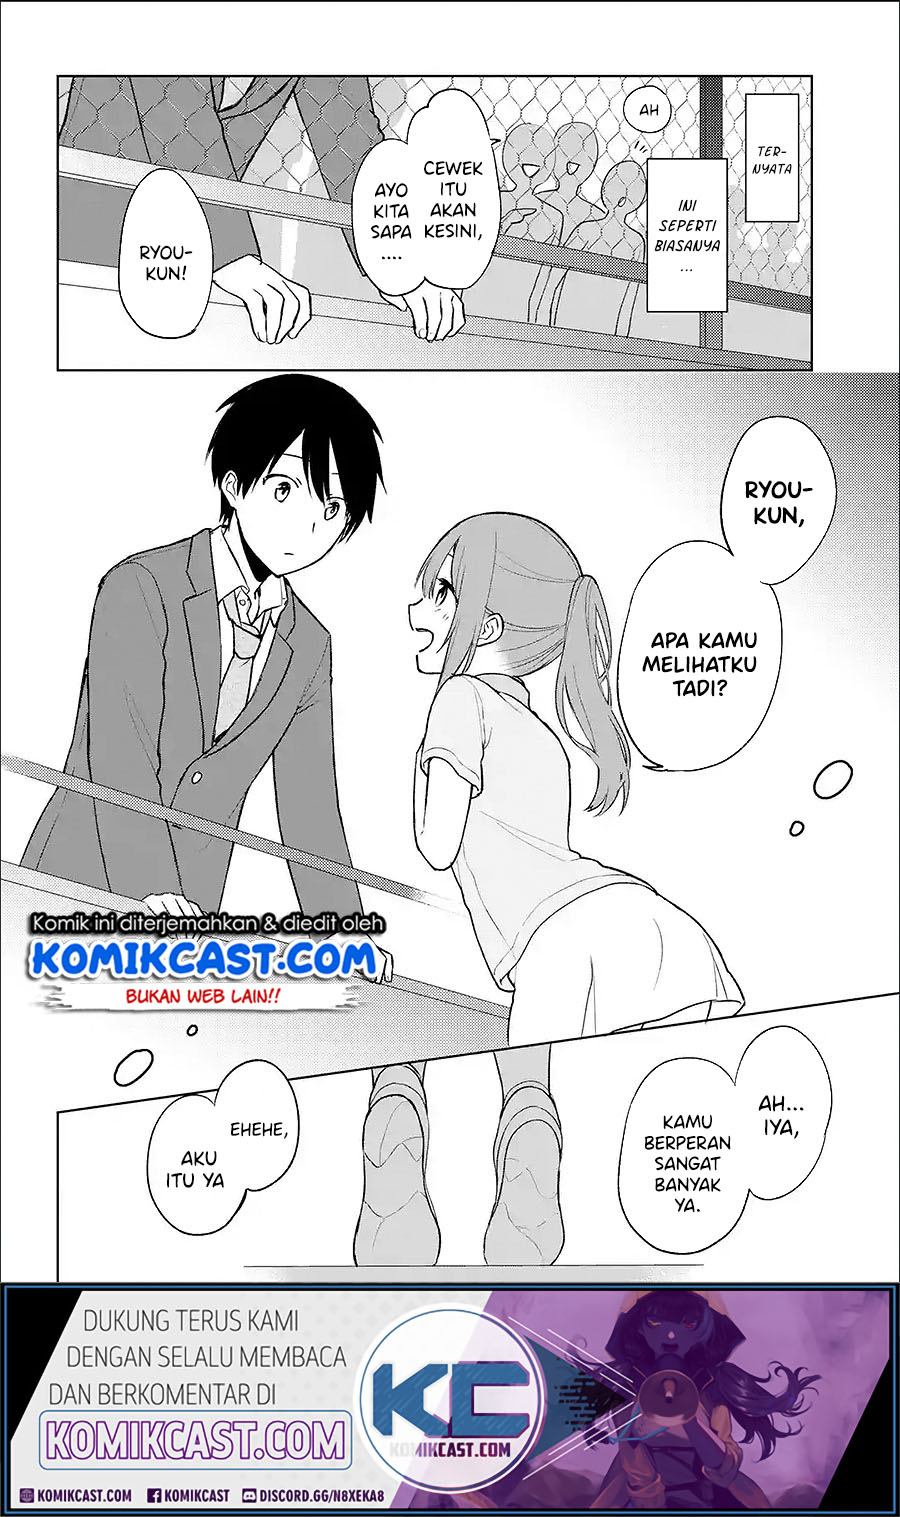 TER-
NYATA
INI
SEPERTI
BIASANYA
...
AH
CEWEK
ITU
AKAN
KESINI,
AYO
KITA
SAPA
....
RYOU-
KUN!
RYOU-
KUN,
APA KAMU
MELIHATKU
TADI?
Komik ini diterjemahkan & diedit oleh
KOMIKCAST.COM
BUKAN WEB LAIN!!
AH...
IYA,
KAMU
BERPERAN
SANGAT
BANYAK
YA.
EHEHE,
AKU
ITU YA
DUKUNG TERUS KAMI
DENGAN SELALU MEMBACA
DAN BERKOMENTAR DI
KOMIKCAST.COM
KC
KOMIKCAST.COM
KOMIKCAST.COM
KOMIKCAST
DISCORD.GG/N8XEKA8